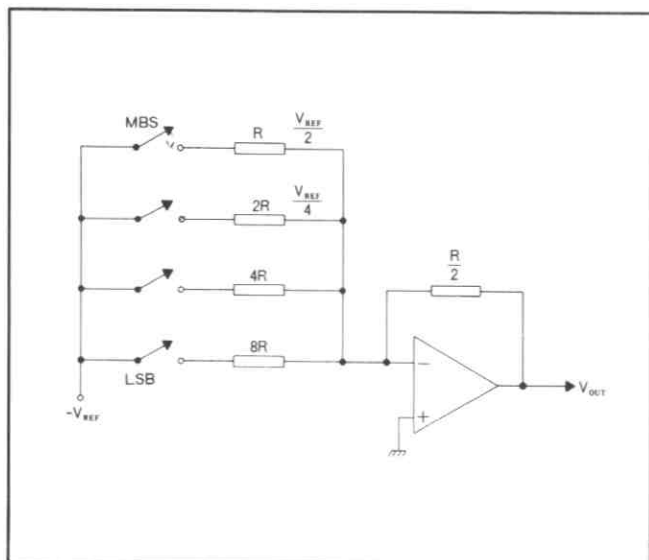 MBS
R
V_REF
2
2R
V_REF
4
4R
R
2
8R
LSB
-V_REF
−
+
V_OUT